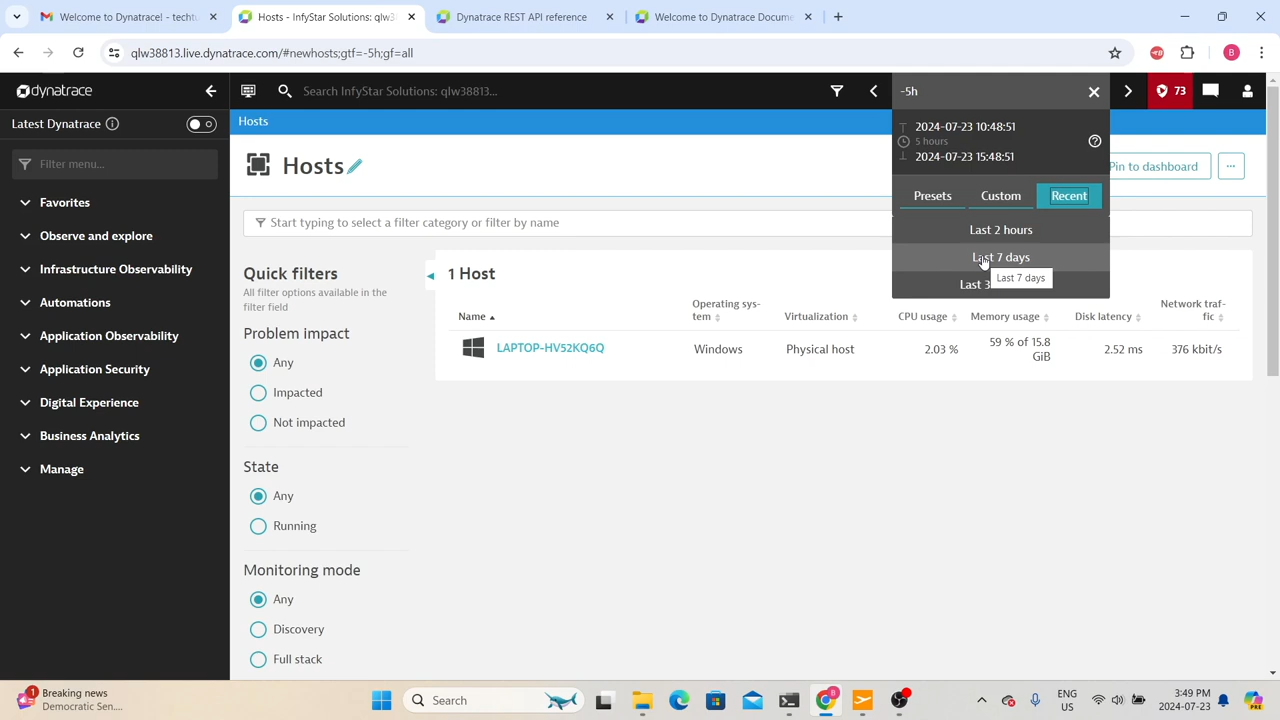 Welcome to Dynatrace! - techtu
Hosts - InfyStar Solutions: qlw38
Dynatrace REST API reference
Welcome to Dynatrace Docume
qlw38813.live.dynatrace.com/#newhosts;gtf=-5h;gf=all
B
dynatrace
Search InfyStar Solutions: qlw38813...
-5h
73
Latest Dynatrace
Hosts
2024-07-23 10:48:51
5 hours
2024-07-23 15:48:51
Filter menu...
Hosts
Pin to dashboard
...
Presets
Custom
Recent
Favorites
Start typing to select a filter category or filter by name
Last 2 hours
Observe and explore
Last 7 days
Infrastructure Observability
Quick filters
1 Host
Last 7 days
Last 3
All filter options available in the
filter field
Automations
Name
Operating sys-
tem
Virtualization
CPU usage
Memory usage
Disk latency
Network traf-
fic
Problem impact
Application Observability
LAPTOP-HV52KQ6Q
Windows
Physical host
2.03 %
59 % of 15.8
GiB
2.52 ms
376 kbit/s
Any
Application Security
Impacted
Digital Experience
Not impacted
Business Analytics
State
Manage
Any
Running
Monitoring mode
Any
Discovery
Full stack
1
Breaking news
Democratic Sen....
Search
B
ENG
US
3:49 PM
2024-07-23
PRE